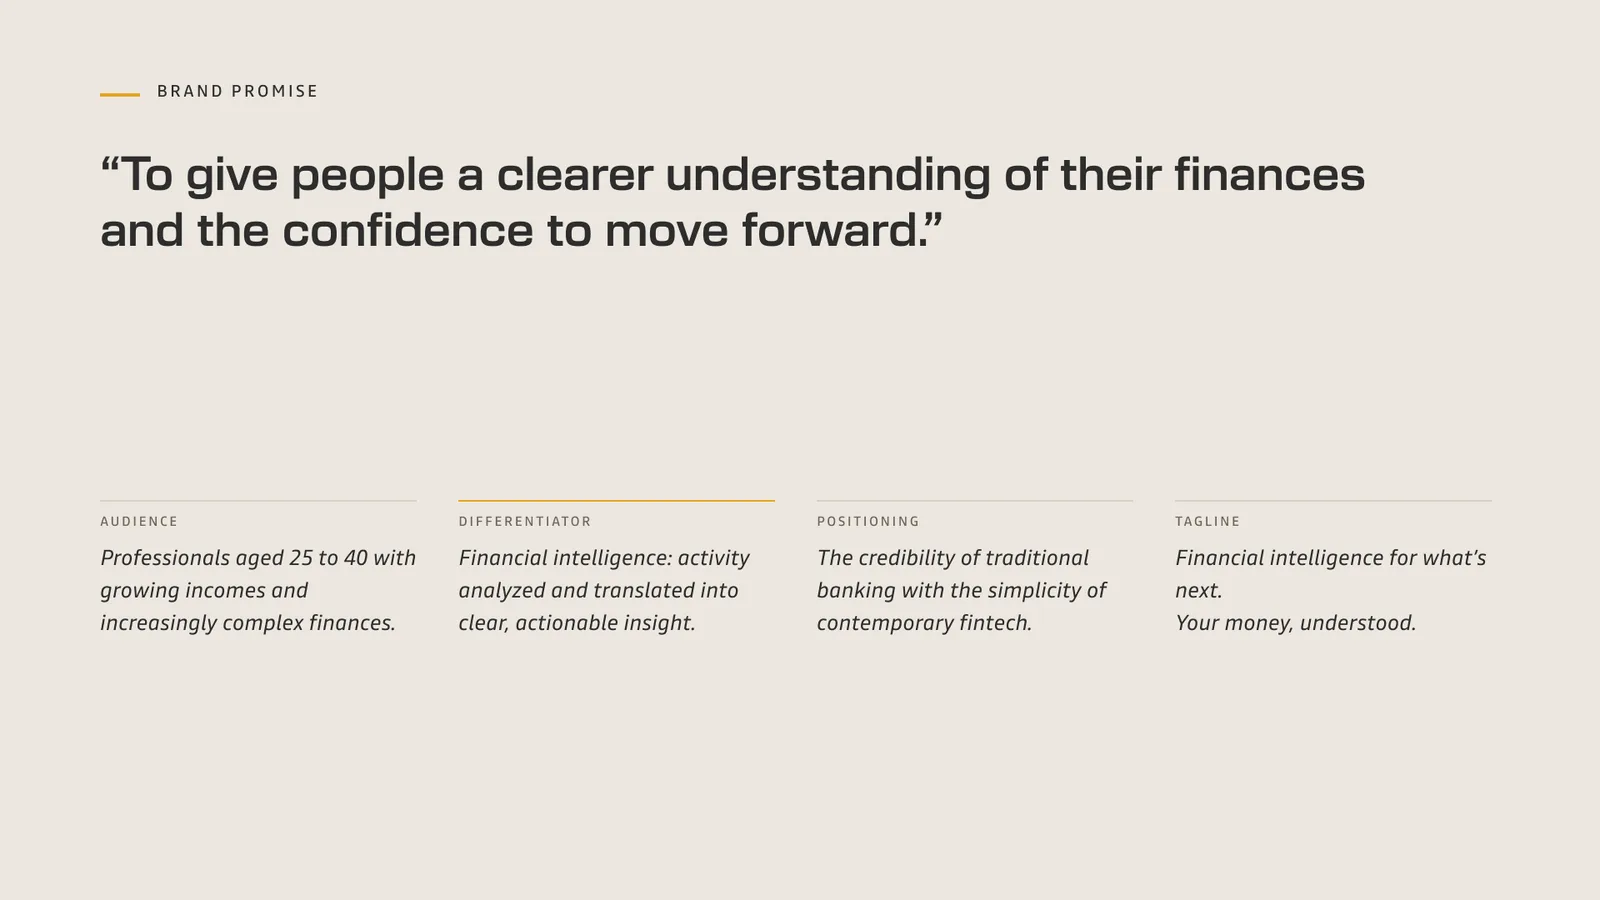 BRAND PROMISE
“To give people a clearer understanding of their finances
and the confidence to move forward.”
AUDIENCE
Professionals aged 25 to 40 with
growing incomes and
increasingly complex finances.
DIFFERENTIATOR
Financial intelligence: activity
analyzed and translated into
clear, actionable insight.
POSITIONING
The credibility of traditional
banking with the simplicity of
contemporary fintech.
TAGLINE
Financial intelligence for what’s
next.
Your money, understood.